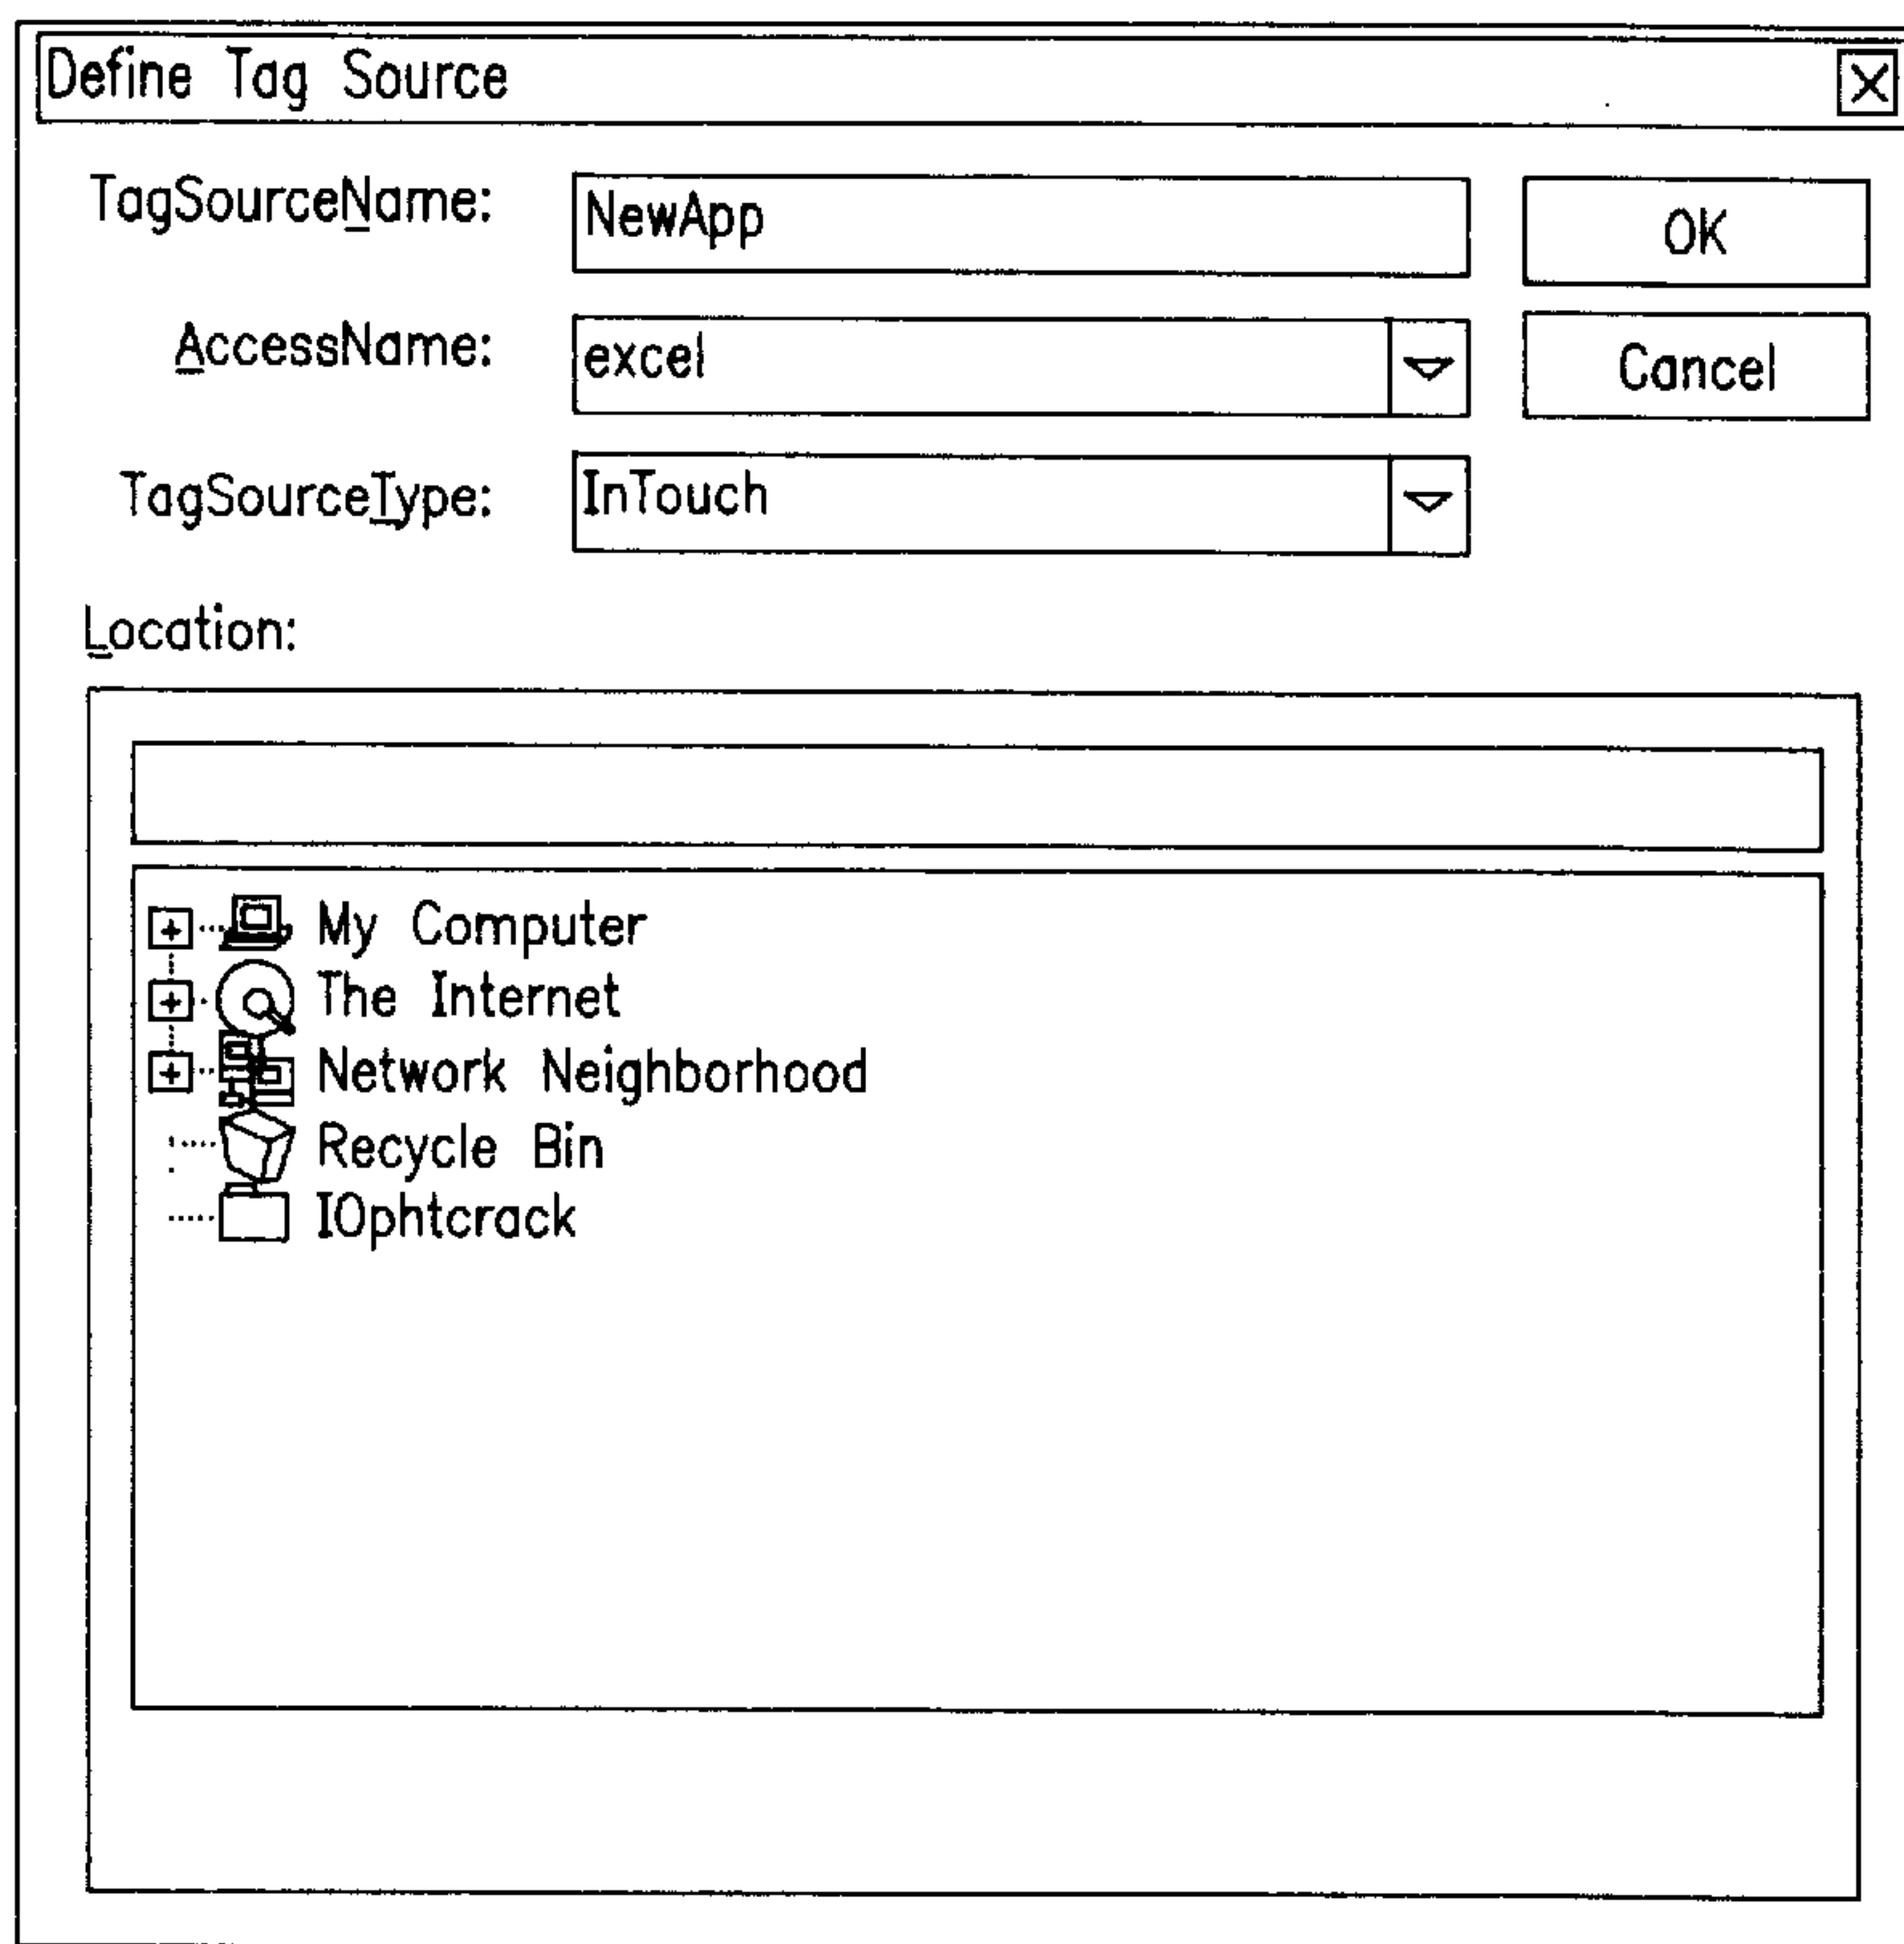 Define Tag Source
TagSourceName: NewApp OK
AccessName: excel Cancel
TagSourceType: InTouch
Location:
My Computer
The Internet
Network Neighborhood
Recycle Bin
IOphtcrack